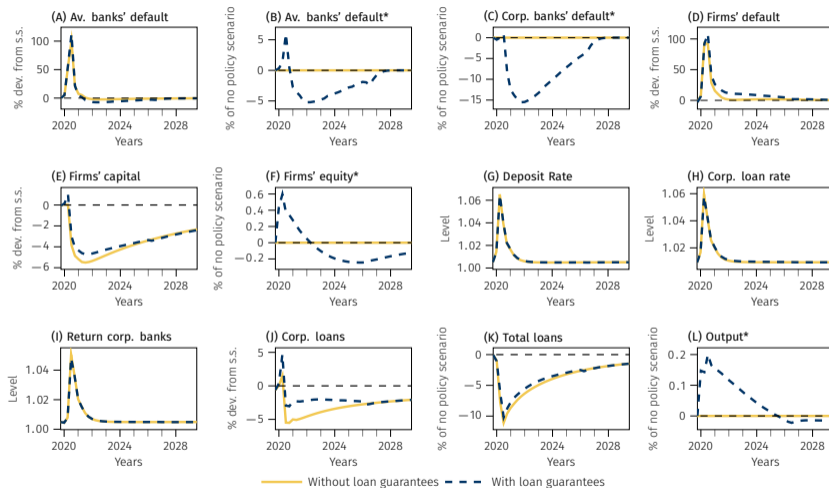 (A) Av. banks' default
% dev. from s.s.
100
50
0
2020 2024 2028
Years
(B) Av. banks' default*
% of no policy scenario
5
0
−5
2020 2024 2028
Years
(C) Corp. banks' default*
% of no policy scenario
0
−5
−10
−15
2020 2024 2028
Years
(D) Firms' default
% dev. from s.s.
100
50
0
2020 2024 2028
Years
(E) Firms' capital
% dev. from s.s.
0
−2
−4
−6
2020 2024 2028
Years
(F) Firms' equity*
% of no policy scenario
0.6
0.4
0.2
0
−0.2
2020 2024 2028
Years
(G) Deposit Rate
Level
1.06
1.04
1.02
1.00
2020 2024 2028
Years
(H) Corp. loan rate
Level
1.06
1.04
1.02
2020 2024 2028
Years
(I) Return corp. banks
Level
1.04
1.02
1.00
2020 2024 2028
Years
(J) Corp. loans
% dev. from s.s.
5
0
−5
2020 2024 2028
Years
(K) Total loans
% of no policy scenario
0
−5
−10
2020 2024 2028
Years
(L) Output*
% of no policy scenario
0.2
0.1
0
2020 2024 2028
Years
Without loan guarantees
With loan guarantees